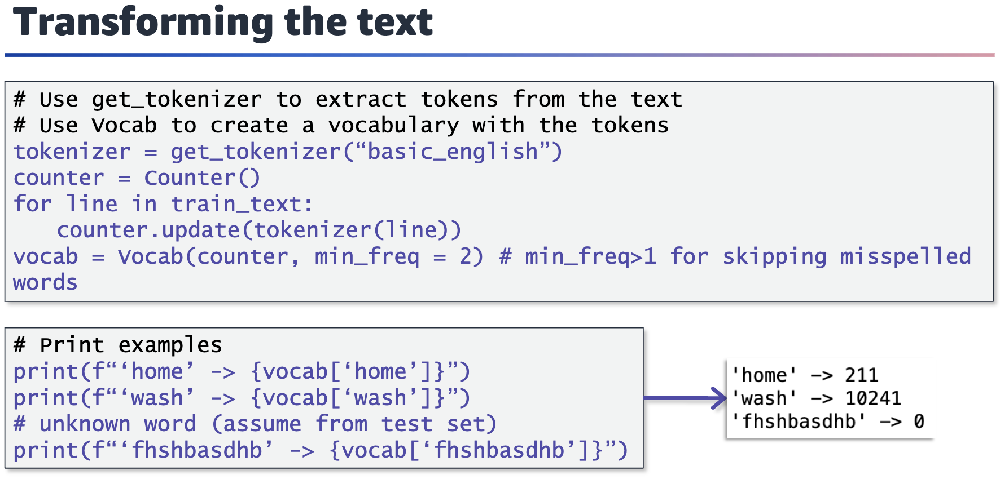 Transforming the text
# Use get_tokenizer to extract tokens from the text
# Use Vocab to create a vocabulary with the tokens
tokenizer = get_tokenizer(“basic_english”)
counter = Counter()
for line in train_text:
    counter.update(tokenizer(line))
vocab = Vocab(counter, min_freq = 2) # min_freq>1 for skipping misspelled
words
# Print examples
print(f“‘home’ -> {vocab[‘home’]}”)
print(f“‘wash’ -> {vocab[‘wash’]}”)
# unknown word (assume from test set)
print(f“‘fhshbasdhb’ -> {vocab[‘fhshbasdhb’]}”)
'home' -> 211
'wash' -> 10241
'fhshbasdhb' -> 0